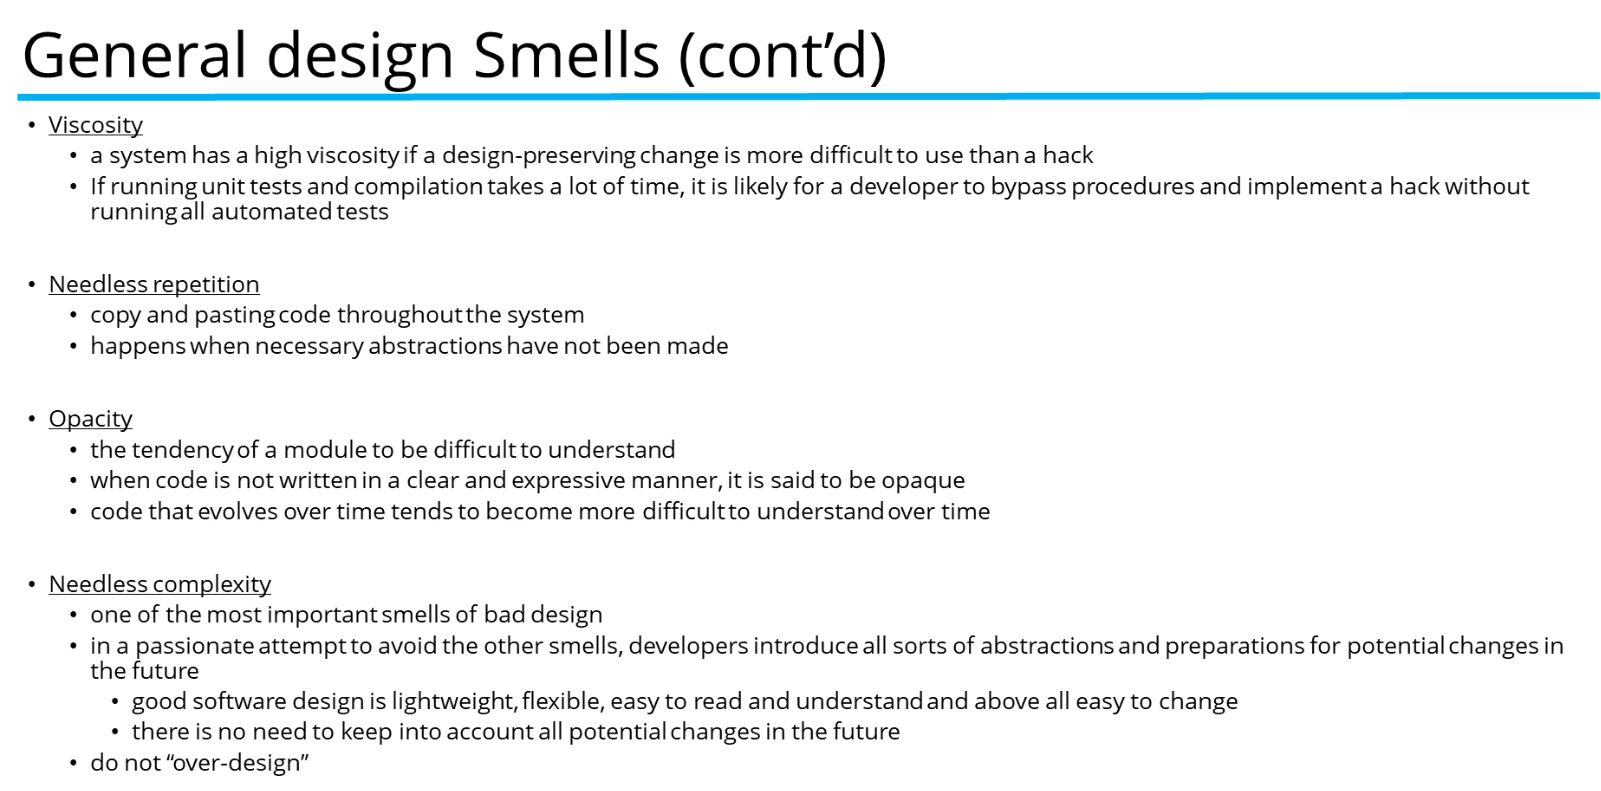 General design Smells (cont’d)
• Viscosity
• a system has a high viscosity if a design-preserving change is more difficult to use than a hack
• If running unit tests and compilation takes a lot of time, it is likely for a developer to bypass procedures and implement a hack without
running all automated tests
• Needless repetition
• copy and pasting code throughout the system
• happens when necessary abstractions have not been made
• Opacity
• the tendency of a module to be difficult to understand
• when code is not written in a clear and expressive manner, it is said to be opaque
• code that evolves over time tends to become more difficult to understand over time
• Needless complexity
• one of the most important smells of bad design
• in a passionate attempt to avoid the other smells, developers introduce all sorts of abstractions and preparations for potential changes in
the future
• good software design is lightweight, flexible, easy to read and understand and above all easy to change
• there is no need to keep into account all potential changes in the future
• do not “over-design”